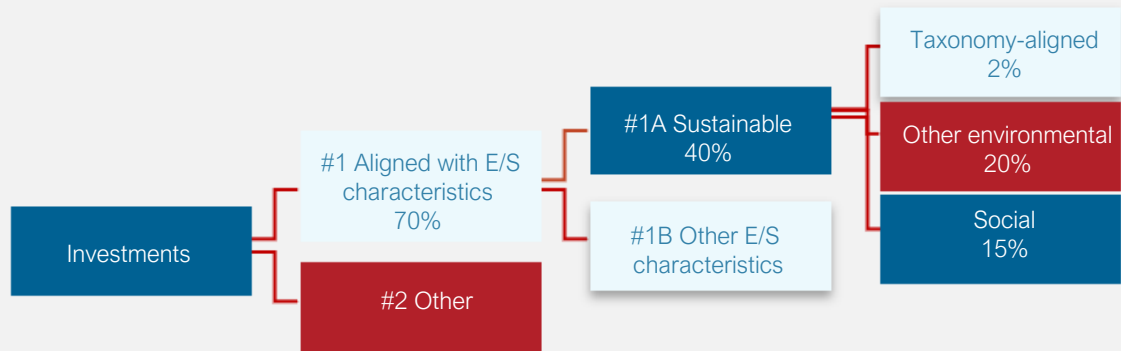 Investments
#1 Aligned with E/S
characteristics
70%
#2 Other
#1A Sustainable
40%
#1B Other E/S
characteristics
Taxonomy-aligned
2%
Other environmental
20%
Social
15%